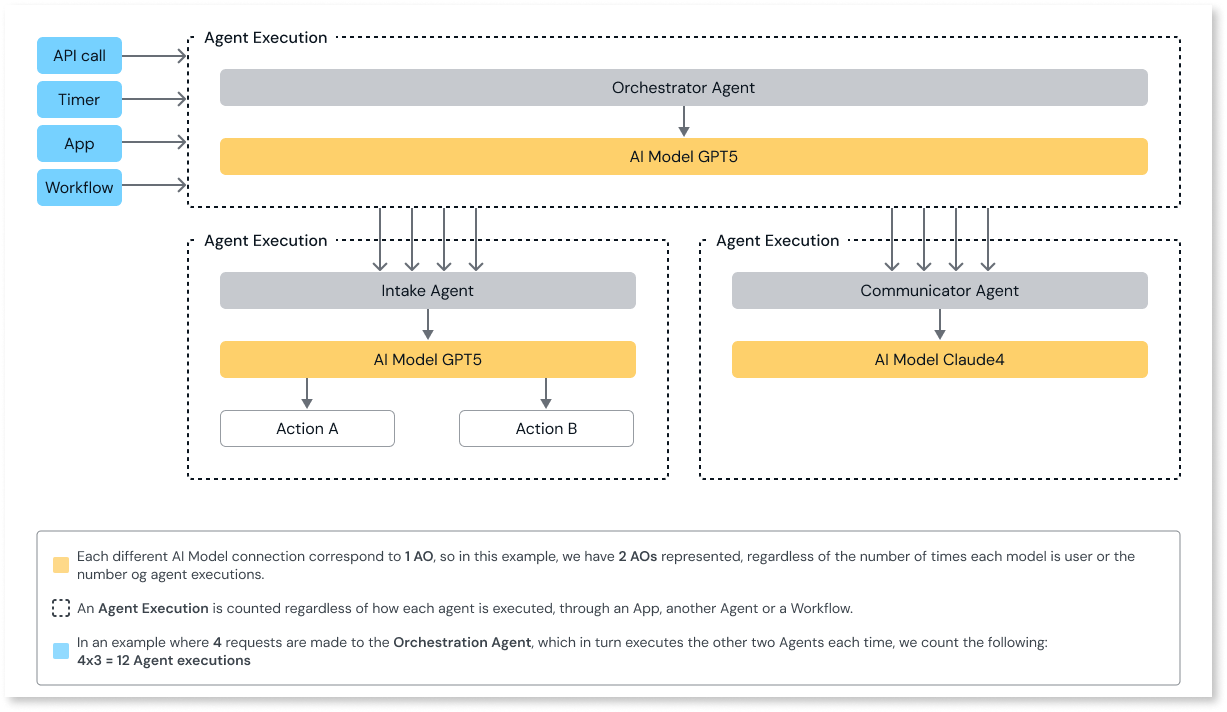 Agent Execution
API call
Timer
App
Workflow
Orchestrator Agent
AI Model GPT5
Agent Execution
Intake Agent
AI Model GPT5
Action A
Action B
Agent Execution
Communicator Agent
AI Model Claude4
Each different AI Model connection correspond to 1 AO, so in this example, we have 2 AOs represented, regardless of the number of times each model is user or the
number og agent executions.
An Agent Execution is counted regardless of how each agent is executed, through an App, another Agent or a Workflow.
In an example where 4 requests are made to the Orchestration Agent, which in turn executes the other two Agents each time, we count the following:
4x3 = 12 Agent executions